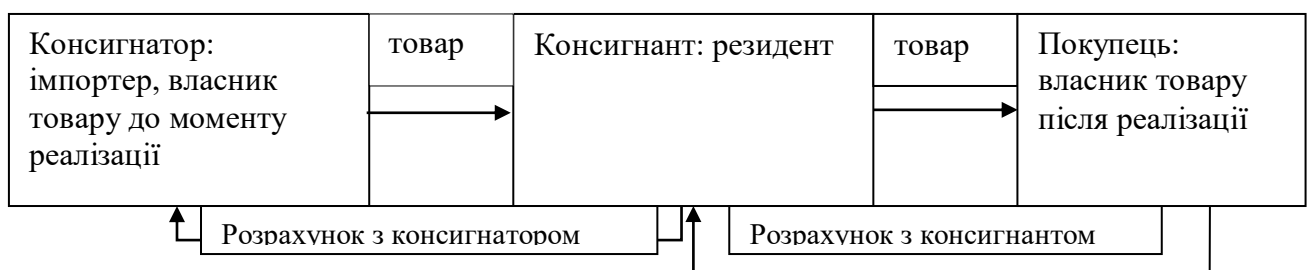 Консигнатор:
імпортер, власник
товару до моменту
реалізації
товар
Консигнант: резидент
товар
Покупець:
власник товару
після реалізації
Розрахунок з консигнатором
Розрахунок з консигнантом